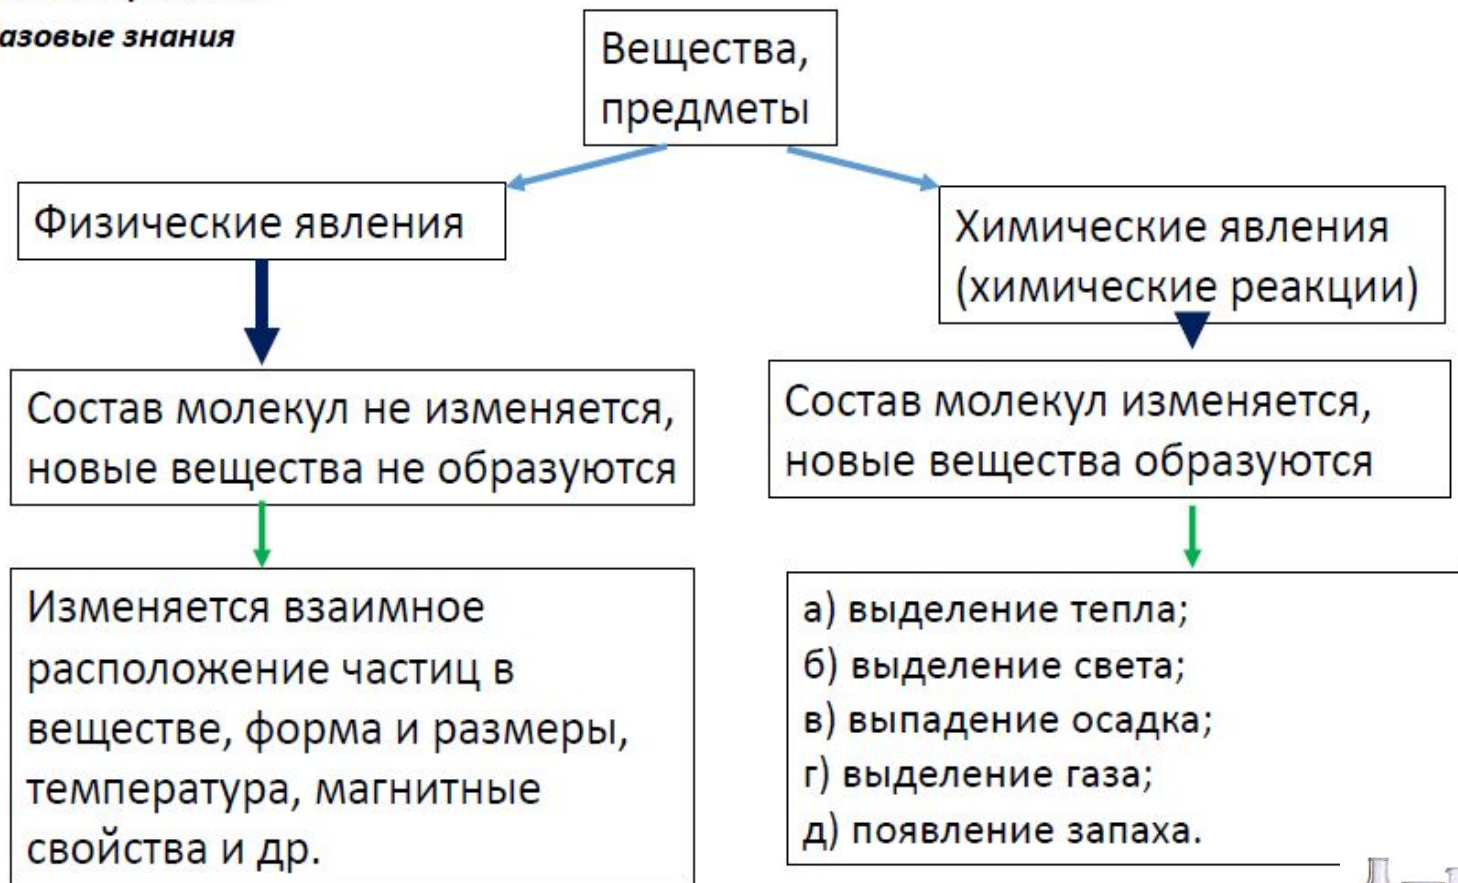 азовые знания
Вещества,
предметы
Физические явления
Химические явления
(химические реакции)
Состав молекул не изменяется,
новые вещества не образуются
Состав молекул изменяется,
новые вещества образуются
Изменяется взаимное
расположение частиц в
веществе, форма и размеры,
температура, магнитные
свойства и др.
а) выделение тепла;
б) выделение света;
в) выпадение осадка;
г) выделение газа;
д) появление запаха.